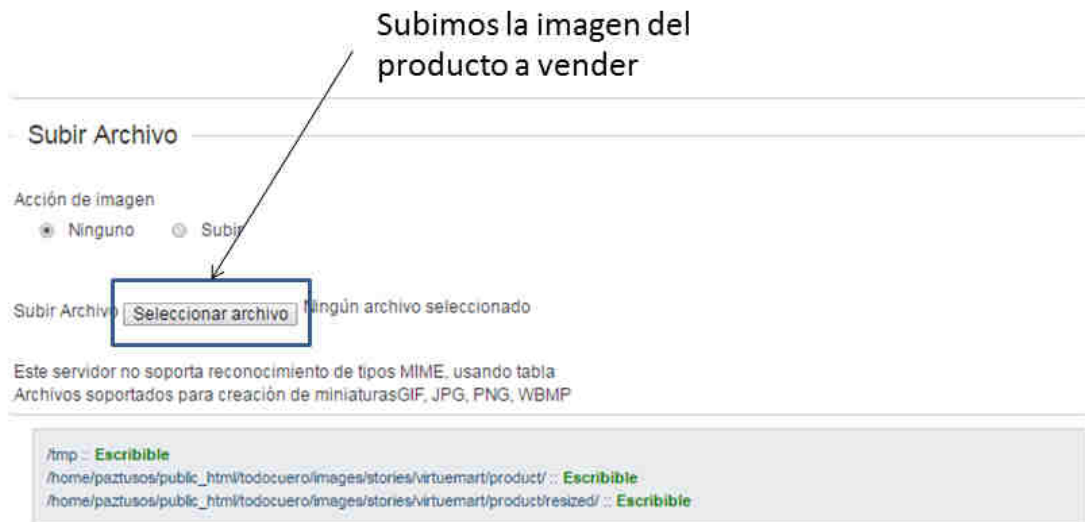 Subimos la imagen del
producto a vender
Subir Archivo
Acción de imagen
Ninguno Subir
Subir Archivo Seleccionar archivo Ningún archivo seleccionado
Este servidor no soporta reconocimiento de tipos MIME, usando tabla
Archivos soportados para creación de miniaturasGIF, JPG, PNG, WBMP
/tmp :: Escribible
/home/paztusos/public_html/todocuero/images/stories/virtuemart/product/ :: Escribible
/home/paztusos/public_html/todocuero/images/stories/virtuemart/product/resized/ :: Escribible